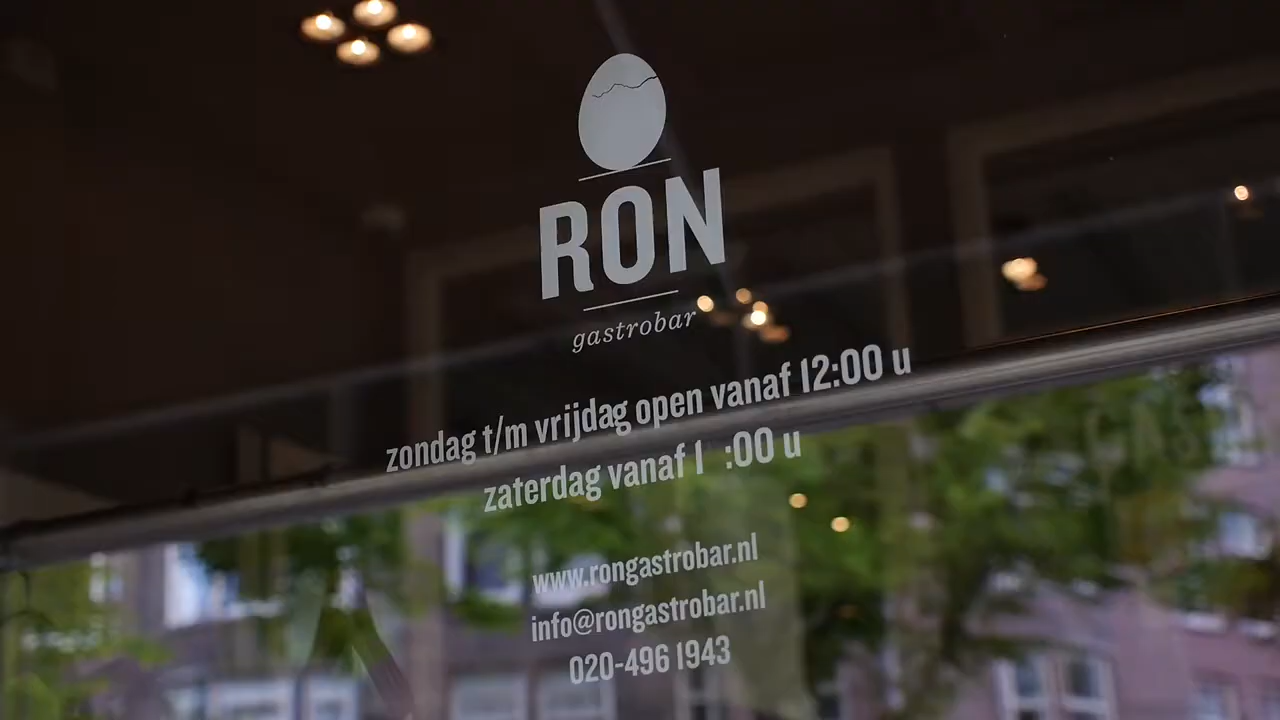 RON
gastrobar
zondag t/m vrijdag open vanaf 12:00 u
zaterdag vanaf 1 :00 u
www.rongastrobar.nl
info@rongastrobar.nl
020-496 1943